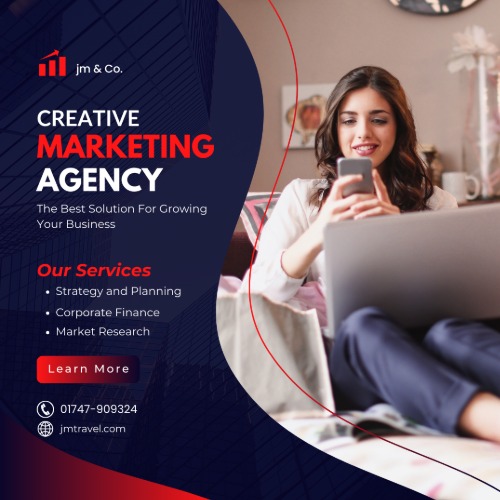 jm & Co.
CREATIVE
MARKETING
AGENCY
The Best Solution For Growing
Your Business
Our Services
• Strategy and Planning
• Corporate Finance
• Market Research
Learn More
01747-909324
jmtravel.com